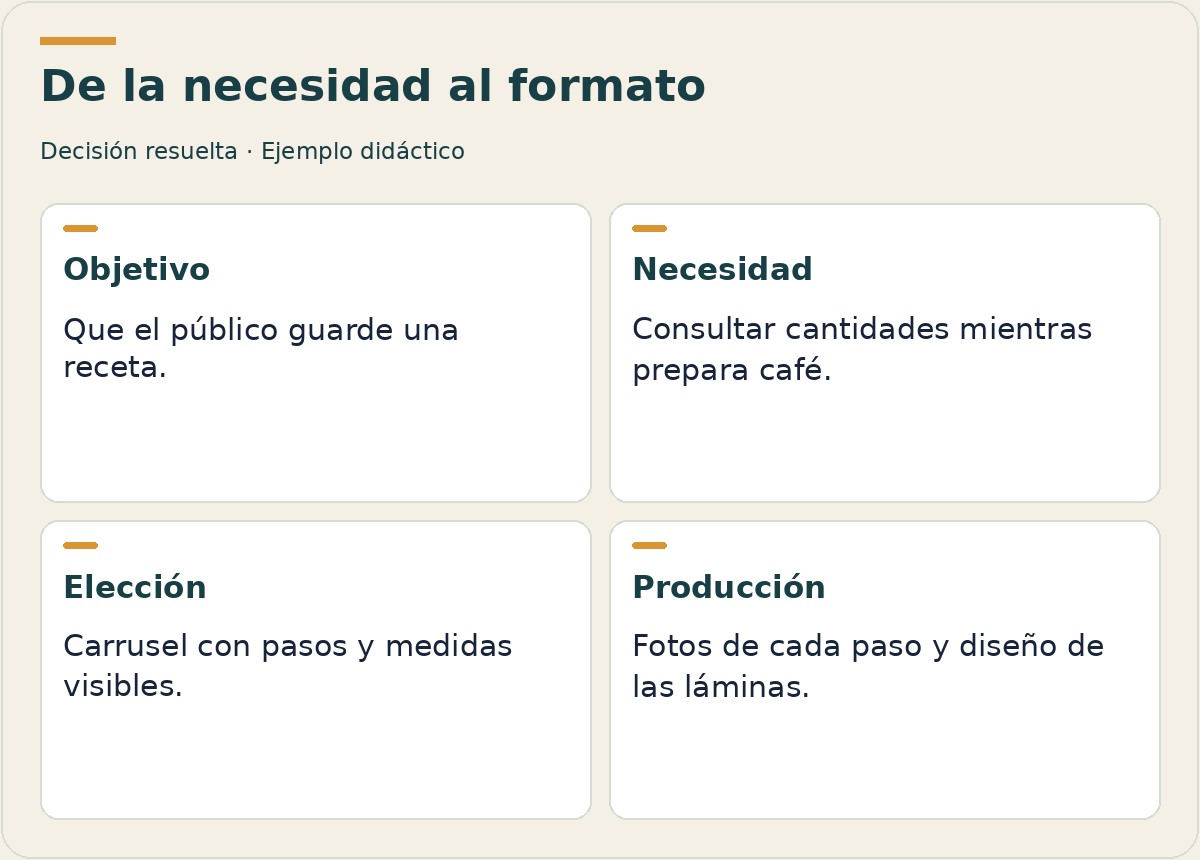 De la necesidad al formato
Decisión resuelta · Ejemplo didáctico
Objetivo
Que el público guarde una
receta.
Necesidad
Consultar cantidades mientras
prepara café.
Elección
Carrusel con pasos y medidas
visibles.
Producción
Fotos de cada paso y diseño de
las láminas.